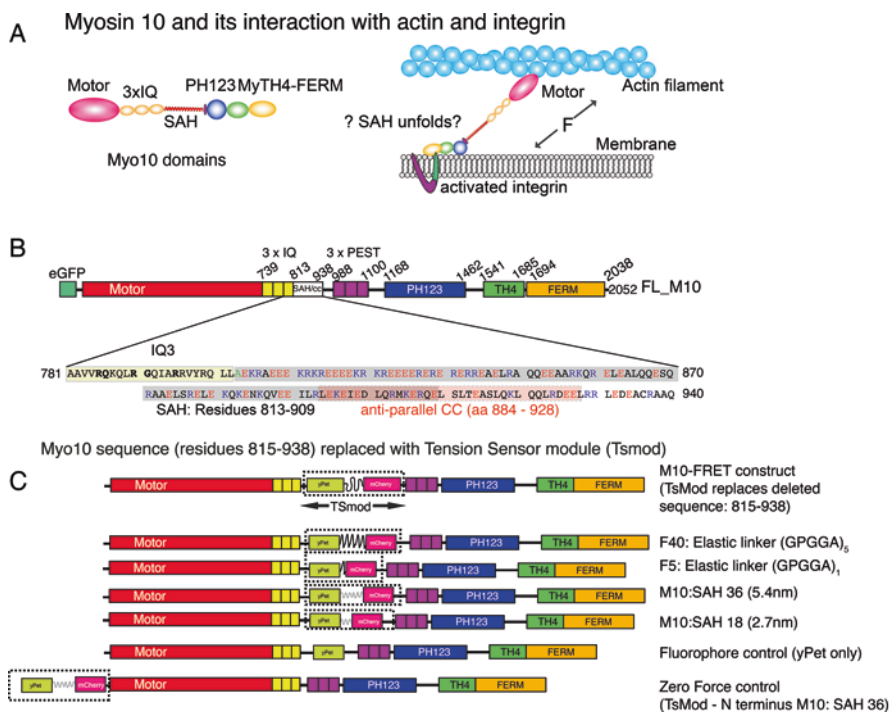 Myosin 10 and its interaction with actin and integrin
A
Motor 3xIQ PH123 MyTH4-FERM
SAH
Myo10 domains
Motor
Actin filament
? SAH unfolds?
F
Membrane
activated integrin
B
3 x IQ 3 x PEST
eGFP
739 813 938 988 1100 1168 1462 1541 1685 1694 2038
Motor SAH/cc PH123 TH4 FERM 2052 FL_M10
IQ3
781 AAVVRQKQLR GQIARRVYRQ LLAEKRAEEE KRKREEEEKR KREEEERERE RERREAELRA QQEEAARKQR ELEALQQESQ 870
RAAELSRELE KQKENKQVEE ILRLEKEIED LQRMKERQEL SLTEASLQKL QQLRDEELRR LEDEACRAAQ 940
SAH: Residues 813-909 anti-parallel CC (aa 884 - 928)
Myo10 sequence (residues 815-938) replaced with Tension Sensor module (Tsmod)
C
Motor yPet mCherry PH123 TH4 FERM
M10-FRET construct
(TsMod replaces deleted
sequence: 815-938)
TSmod
Motor yPet mCherry PH123 TH4 FERM F40: Elastic linker (GPGGA)5
Motor yPet mCherry PH123 TH4 FERM F5: Elastic linker (GPGGA)1
Motor yPet mCherry PH123 TH4 FERM M10:SAH 36 (5.4nm)
Motor yPet mCherry PH123 TH4 FERM M10:SAH 18 (2.7nm)
Motor yPet PH123 TH4 FERM Fluorophore control (yPet only)
yPet mCherry Motor PH123 TH4 FERM Zero Force control
(TsMod - N terminus M10: SAH 36)